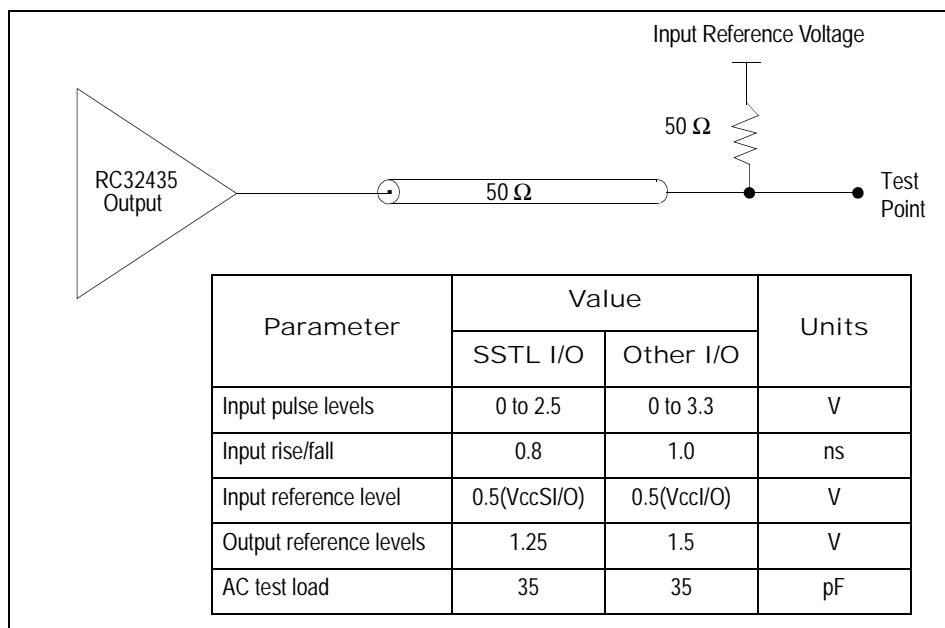 Input Reference Voltage
50 Ω
RC32435
Output
50 Ω
Test
Point
Parameter Value Units
SSTL I/O Other I/O
Input pulse levels 0 to 2.5 0 to 3.3 V
Input rise/fall 0.8 1.0 ns
Input reference level 0.5(VccSI/O) 0.5(VccI/O) V
Output reference levels 1.25 1.5 V
AC test load 35 35 pF